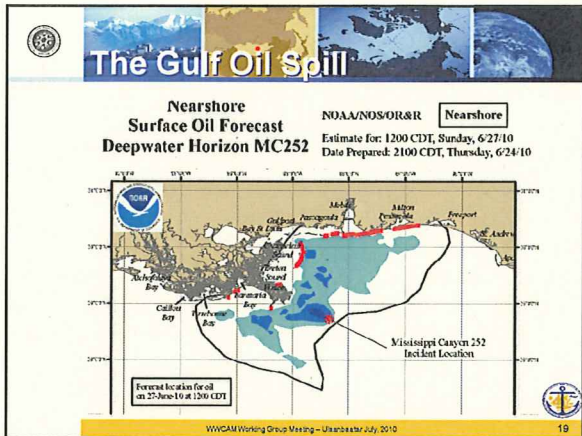 The Gulf Oil Spill
Nearshore
Surface Oil Forecast
Deepwater Horizon MC252
NOAA/NOS/OR&R
Nearshore
Estimate for: 1200 CDT, Sunday, 6/27/10
Date Prepared: 2100 CDT, Thursday, 6/24/10
NOAA
Mobile
Gulfport
Pascagoula
Milton
Pensacola
Freeport
Bay St Louis
Sound
Sound
Atchafalaya
Bay
Barataria
Bay
Caillou
Bay
Terrebonne
Bay
Mississippi Canyon 252
Incident Location
Forecast location for oil
on 27-June-10 at 1200 CDT
WWCAM Working Group Meeting – Ulaanbaatar July, 2010
19